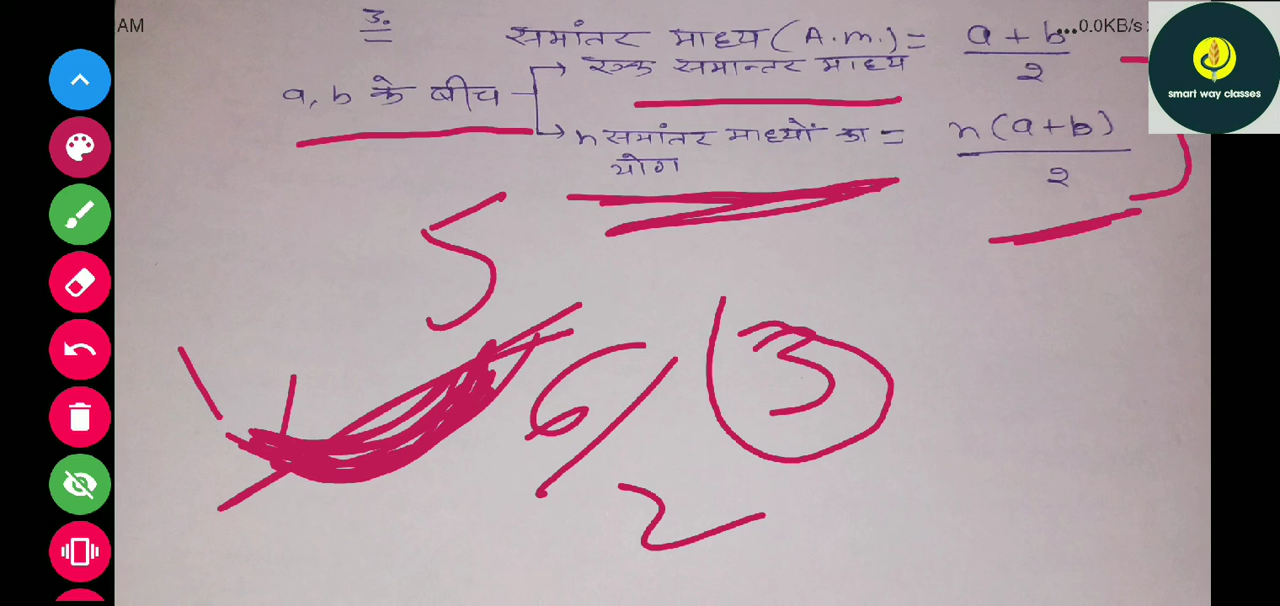 AM
...0.0KB/s
smart way classes
3.
समांतर माध्य (A.m.) = a + b / 2
a, b के बीच → एक समान्तर माध्य
→ n समांतर माध्यों का योग = n(a+b) / 2
5
6/2
3